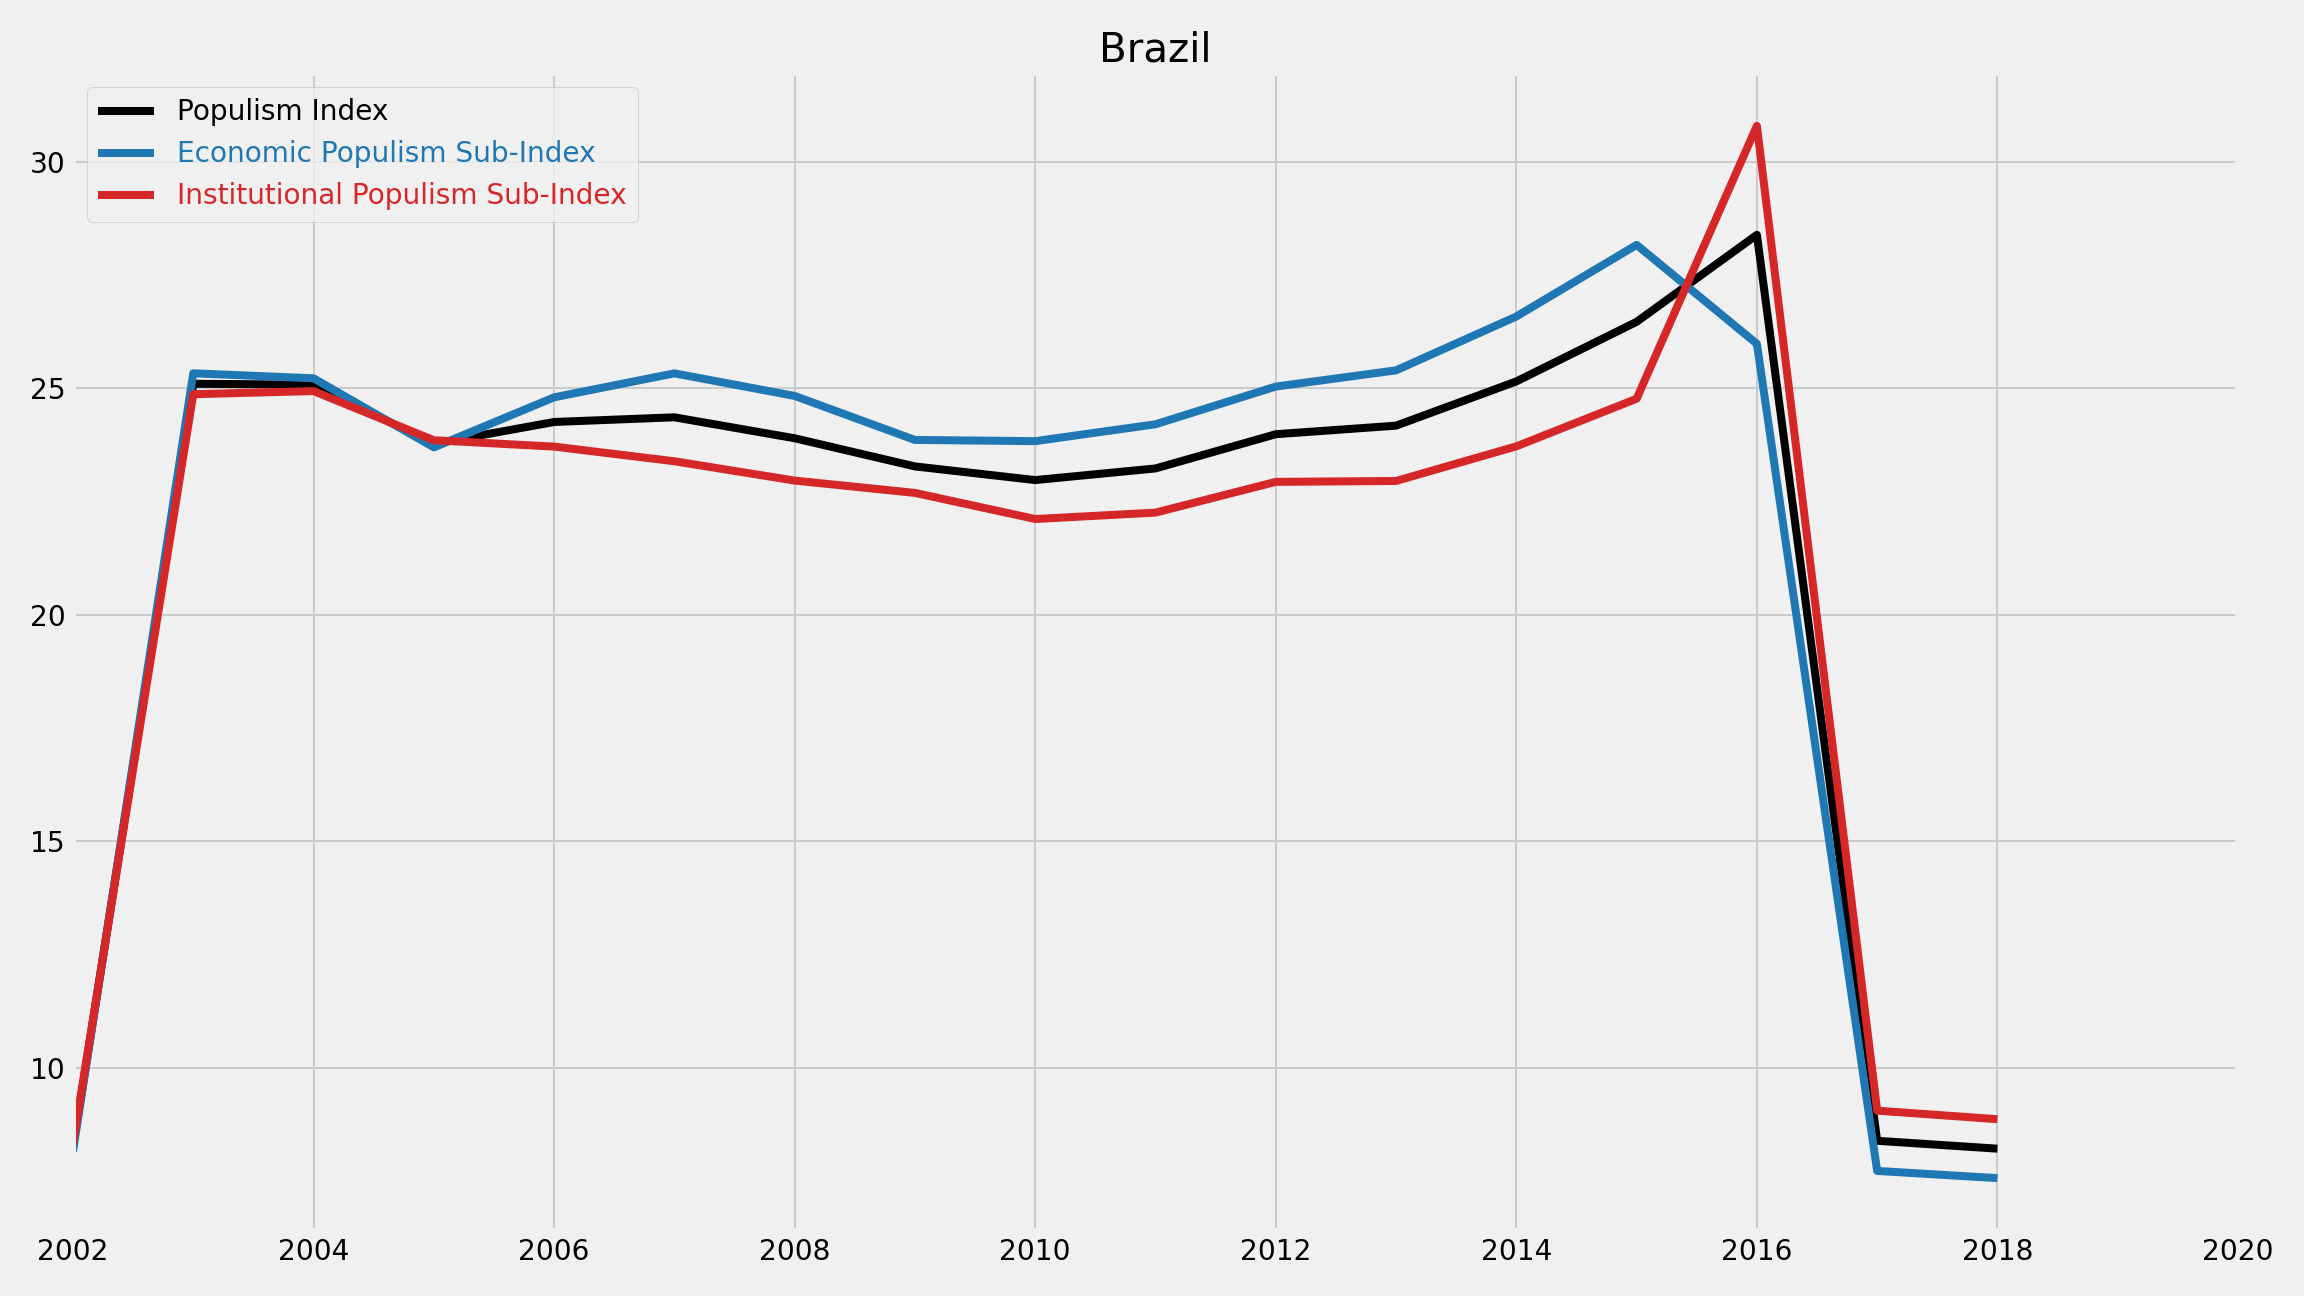 Brazil
Populism Index
Economic Populism Sub-Index
Institutional Populism Sub-Index
30
25
20
15
10
2002 2004 2006 2008 2010 2012 2014 2016 2018 2020